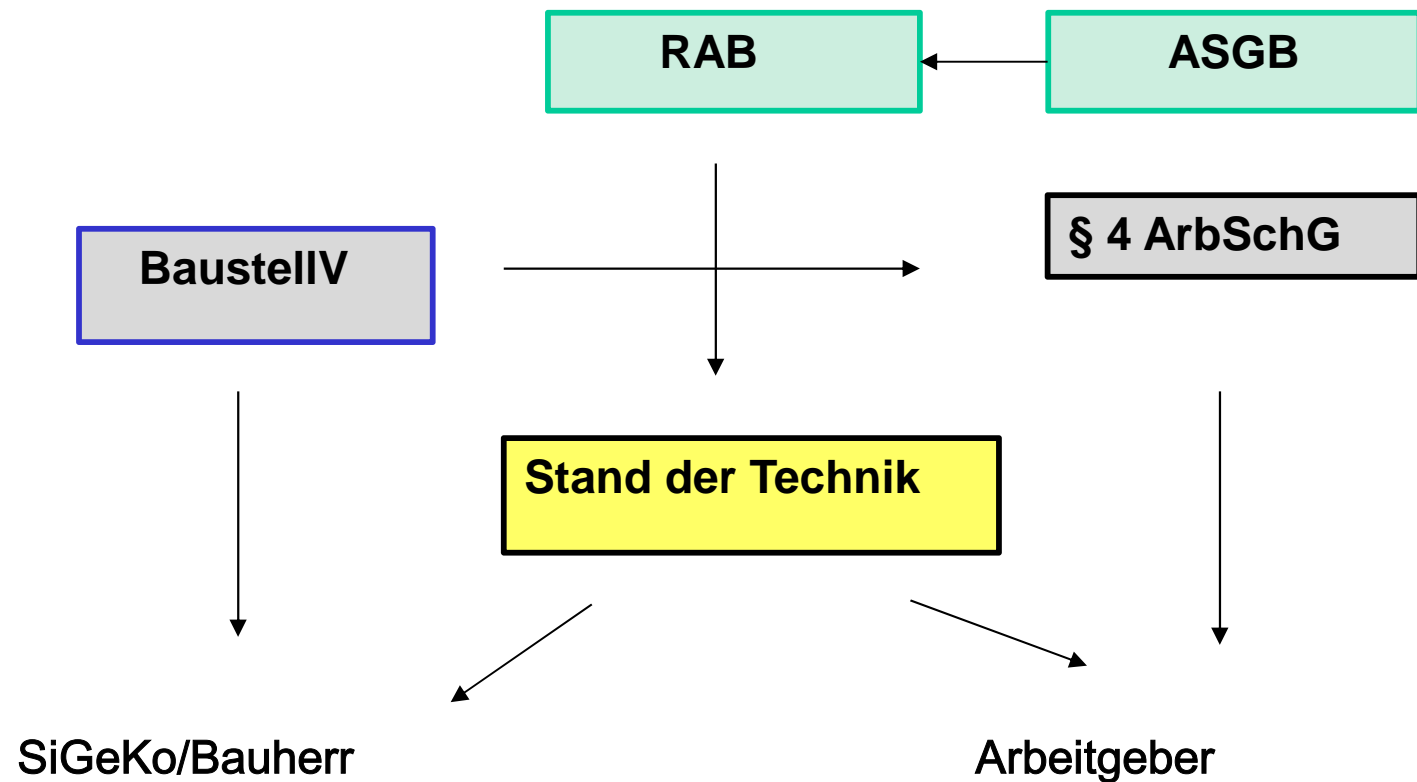 RAB
ASGB
§ 4 ArbSchG
BaustellV
Stand der Technik
SiGeKo/Bauherr
Arbeitgeber